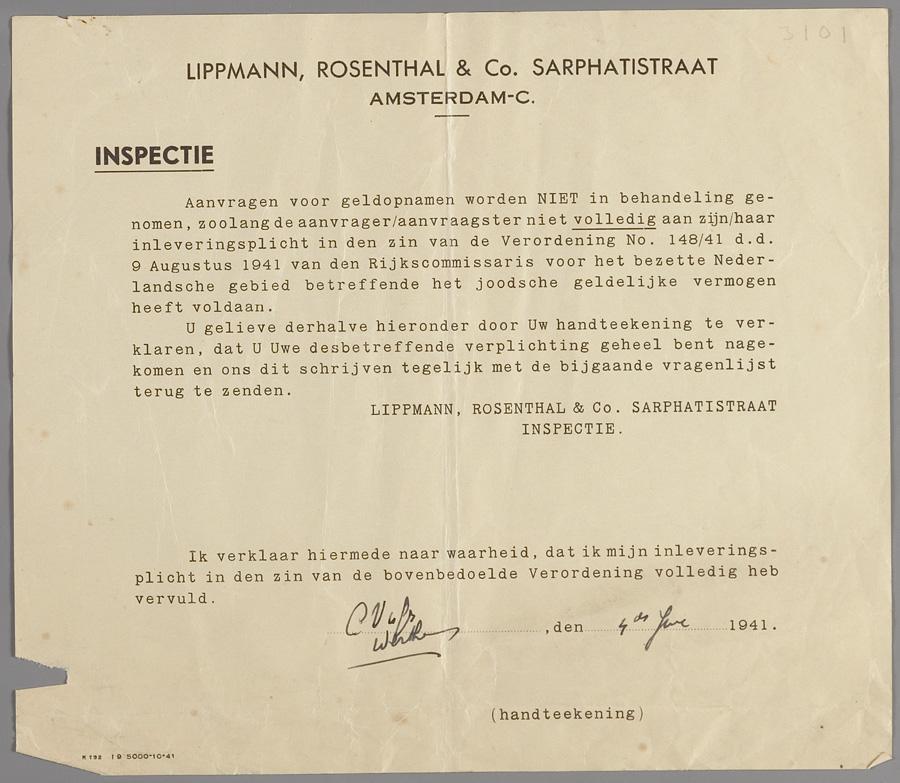 3101
LIPPMANN, ROSENTHAL & Co. SARPHATISTRAAT
AMSTERDAM-C.
INSPECTIE
Aanvragen voor geldopnamen worden NIET in behandeling ge-
nomen, zoolang de aanvrager/aanvraagster niet volledig aan zijn/haar
inleveringsplicht in den zin van de Verordening No. 148/41 d.d.
9 Augustus 1941 van den Rijkscommissaris voor het bezette Neder-
landsche gebied betreffende het joodsche geldelijke vermogen
heeft voldaan.
U gelieve derhalve hieronder door Uw handteekening te ver-
klaren, dat U Uwe desbetreffende verplichting geheel bent nage-
komen en ons dit schrijven tegelijk met de bijgaande vragenlijst
terug te zenden.
LIPPMANN, ROSENTHAL & Co. SARPHATISTRAAT
INSPECTIE.
Ik verklaar hiermede naar waarheid, dat ik mijn inleverings-
plicht in den zin van de bovenbedoelde Verordening volledig heb
vervuld.
, den 1941.
(handteekening)
K 192 I 9 5000-10-41